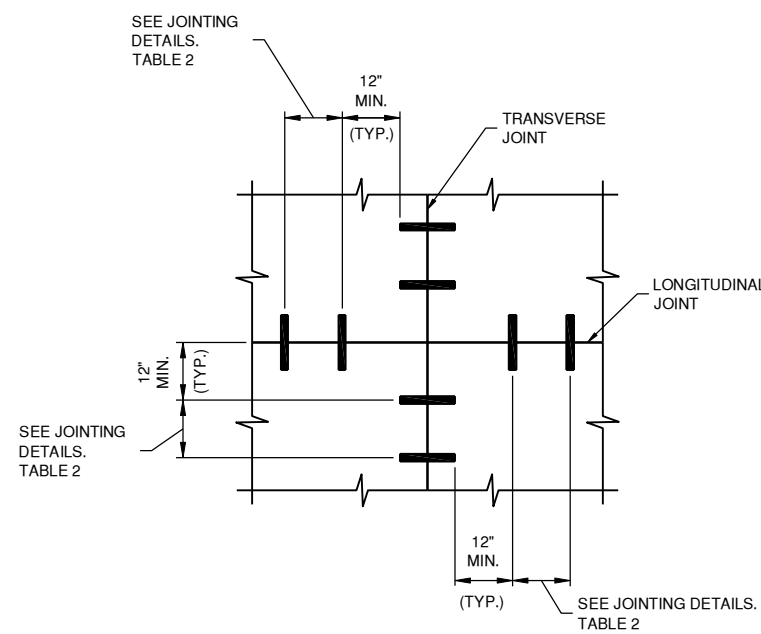 SEE JOINTING
DETAILS.
TABLE 2
12"
MIN.
(TYP.)
TRANSVERSE
JOINT
LONGITUDINAL
JOINT
12"
MIN.
(TYP.)
SEE JOINTING
DETAILS.
TABLE 2
12"
MIN.
(TYP.)
SEE JOINTING DETAILS.
TABLE 2